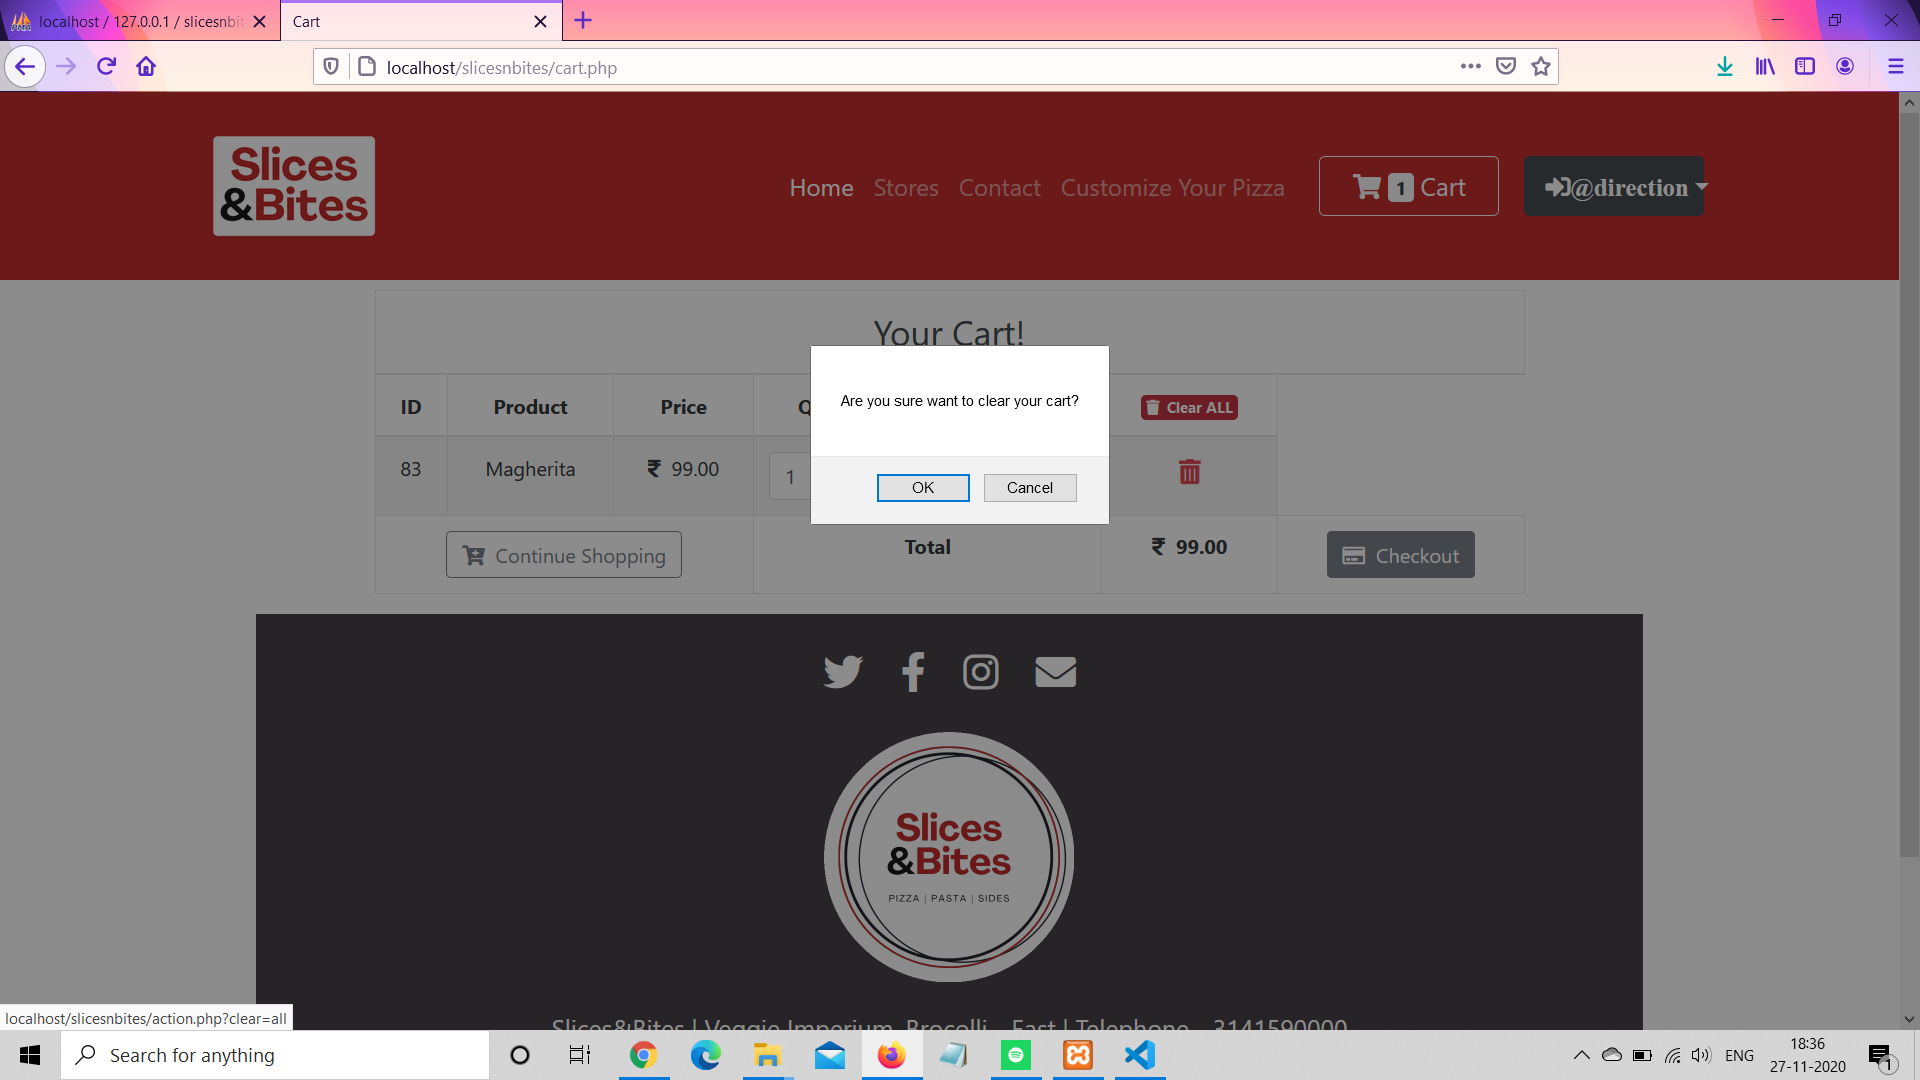 localhost / 127.0.0.1 / slicesnbit
Cart
localhost/slicesnbites/cart.php
Slices
&Bites
Home Stores Contact Customize Your Pizza 1 Cart @direction
Your Cart!
ID Product Price Q Clear ALL
83 Magherita ₹ 99.00 1
Are you sure want to clear your cart?
OK Cancel
Continue Shopping Total ₹ 99.00 Checkout
Slices
&Bites
PIZZA | PASTA | SIDES
Slices&Bites | Veggie Imperium, Brocolli - East | Telephone - 3141590000
localhost/slicesnbites/action.php?clear=all
Search for anything
ENG
18:36
27-11-2020
1